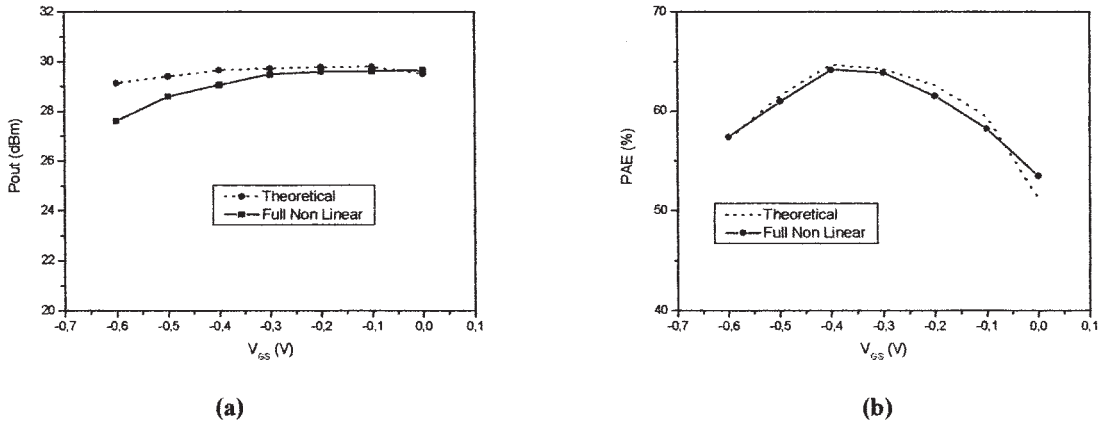 32
30
28
26
24
22
20
Pout (dBm)
Theoretical
Full Non Linear
-0,7 -0,6 -0,5 -0,4 -0,3 -0,2 -0,1 0,0 0,1
V_GS (V)
(a)
70
60
50
40
PAE (%)
Theoretical
Full Non Linear
-0,7 -0,6 -0,5 -0,4 -0,3 -0,2 -0,1 0,0 0,1
V_GS (V)
(b)